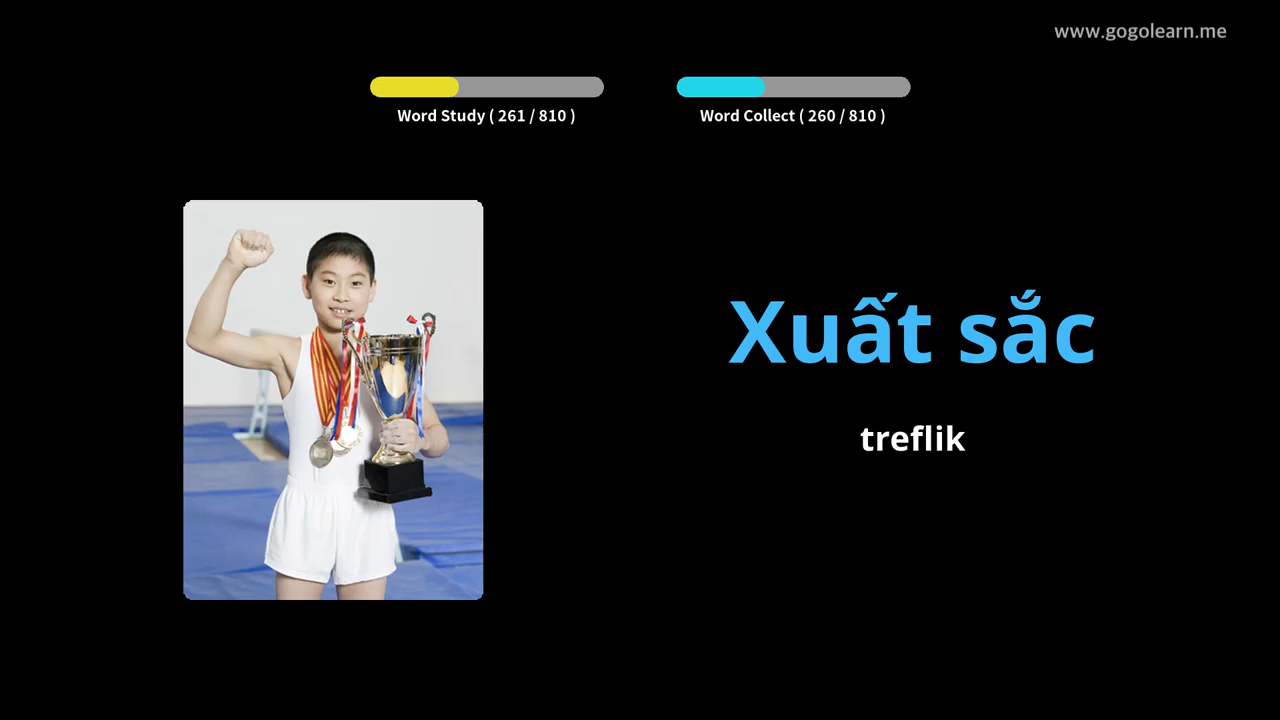 www.gogolearn.me
Word Study ( 261 / 810 )
Word Collect ( 260 / 810 )
Xuất sắc
treflik